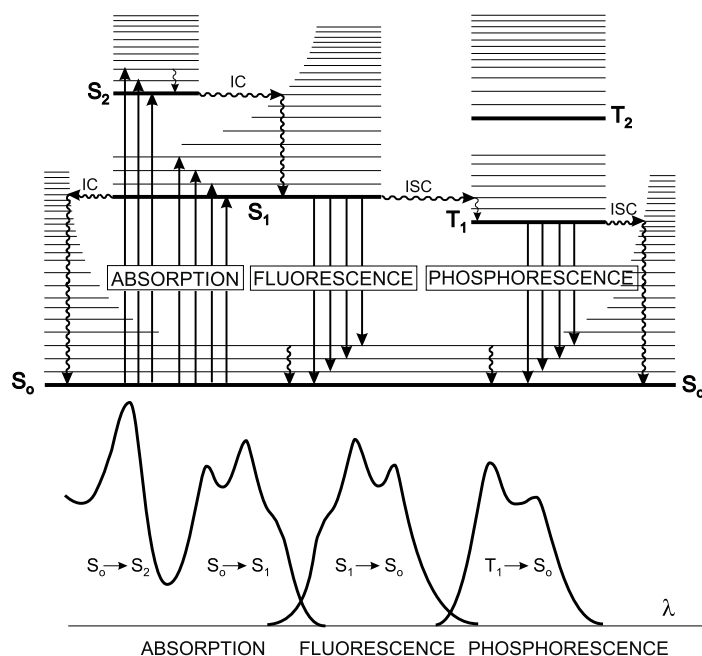 IC
S₂
T₂
IC
ISC
ISC
S₁
T₁
ABSORPTION
FLUORESCENCE
PHOSPHORESCENCE
Sₒ
Sₒ
Sₒ→S₂
Sₒ→S₁
S₁→Sₒ
T₁→Sₒ
λ
ABSORPTION
FLUORESCENCE
PHOSPHORESCENCE